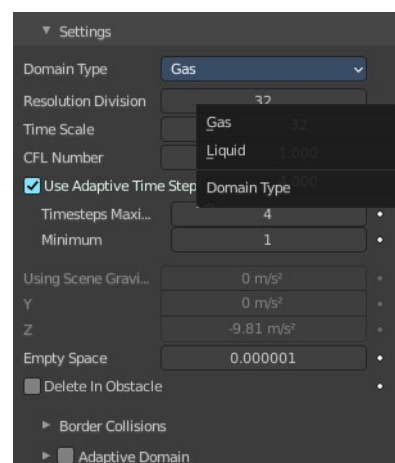 Settings
Domain Type Gas
Resolution Division 32
Time Scale
CFL Number
Gas 32
Liquid 1.000
Domain Type 4.000
Use Adaptive Time Step
Timesteps Maxi... 4
Minimum 1
Using Scene Gravi... 0 m/s²
Y 0 m/s²
Z -9.81 m/s²
Empty Space 0.000001
Delete In Obstacle
Border Collisions
Adaptive Domain